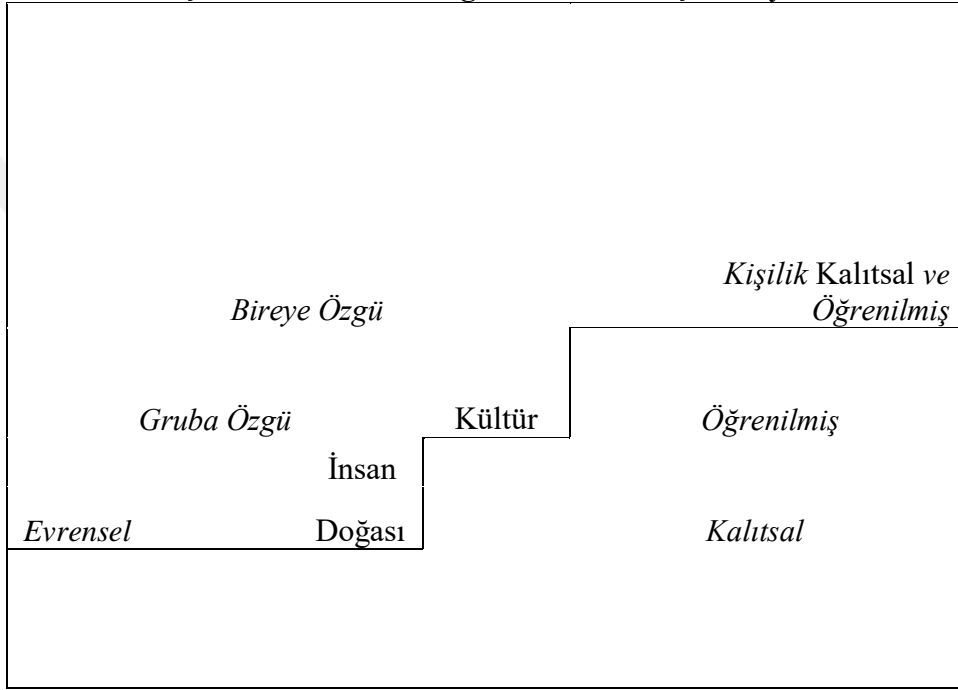 Kişilik Kalıtsal ve
Bireye Özgü Öğrenilmiş
Gruba Özgü Kültür Öğrenilmiş
İnsan
Evrensel Doğası Kalıtsal